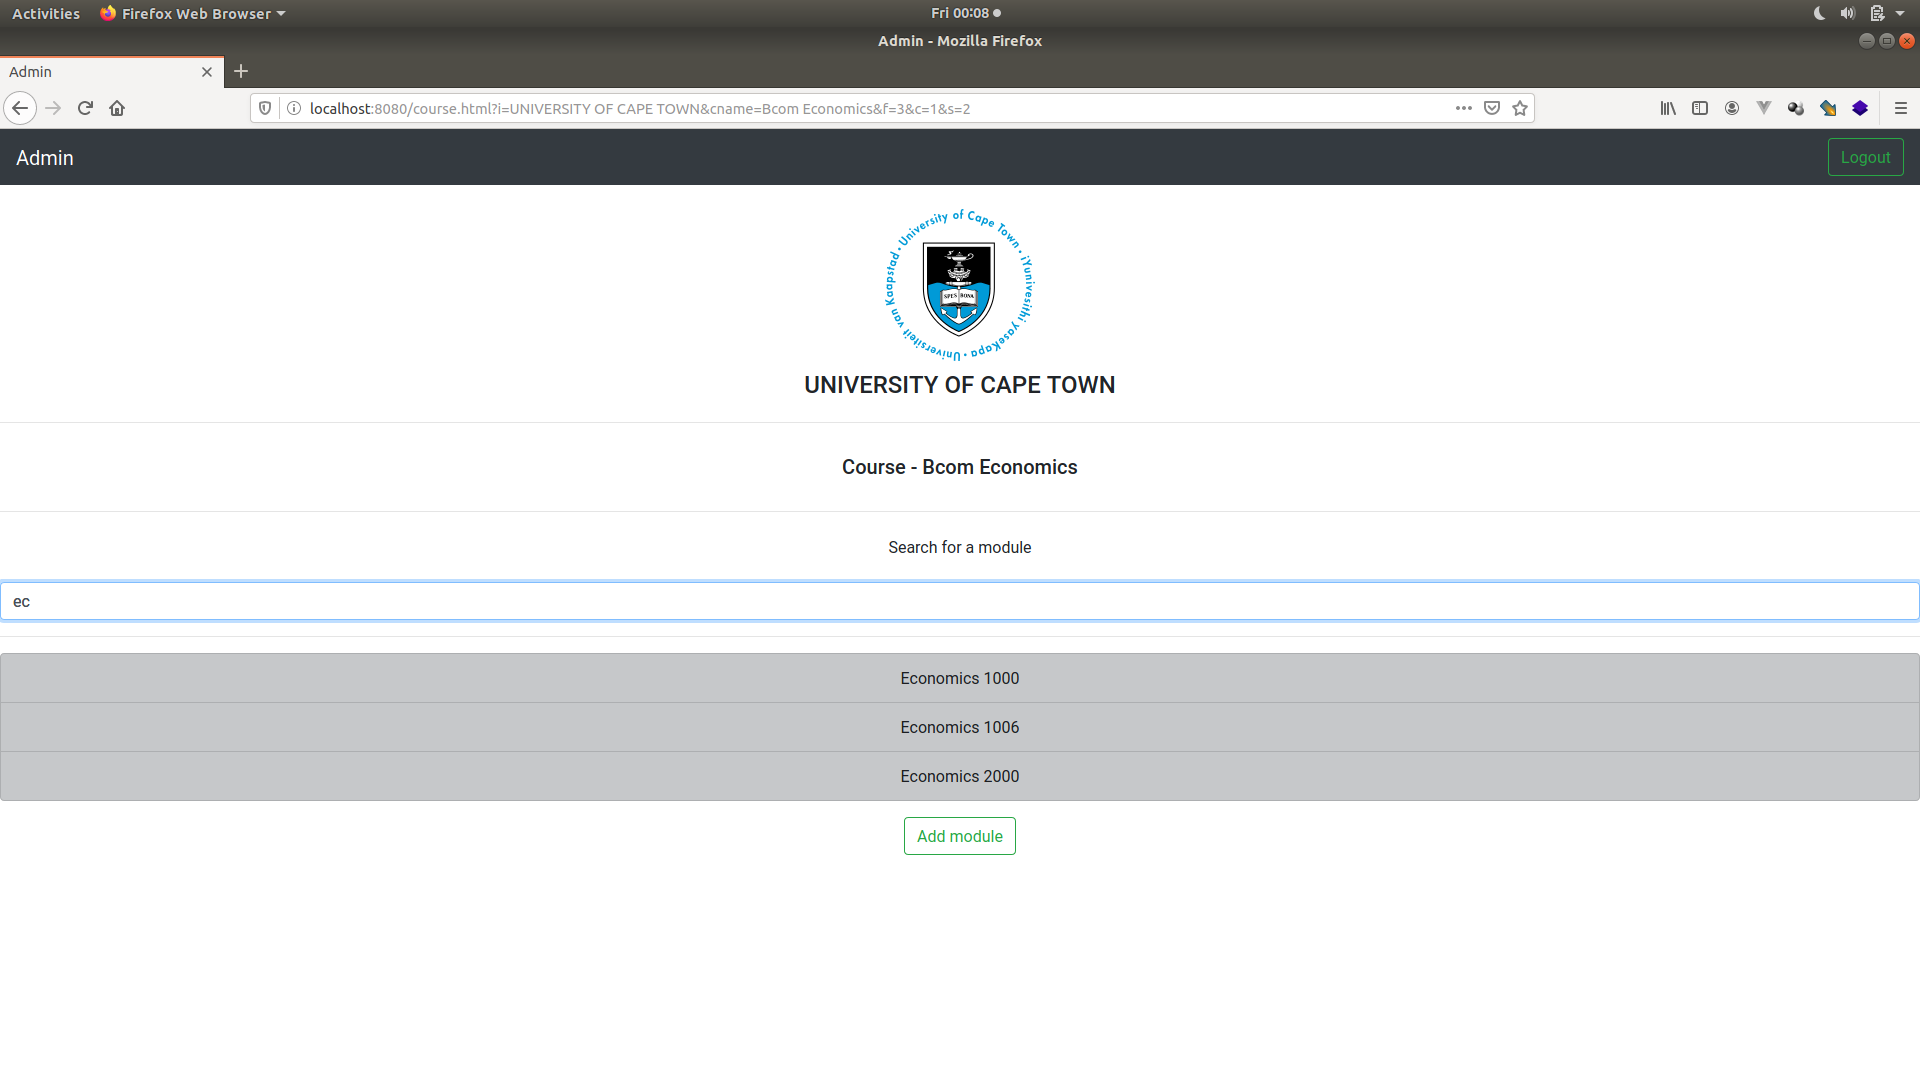 Activities Firefox Web Browser Fri 00:08
Admin - Mozilla Firefox
Admin
localhost:8080/course.html?i=UNIVERSITY OF CAPE TOWN&cname=Bcom Economics&f=3&c=1&s=2
Admin Logout
University of Cape Town · iYunivesithi yaseKapa · Universiteit van Kaapstad ·
SPES BONA
UNIVERSITY OF CAPE TOWN
Course - Bcom Economics
Search for a module
ec
Economics 1000
Economics 1006
Economics 2000
Add module